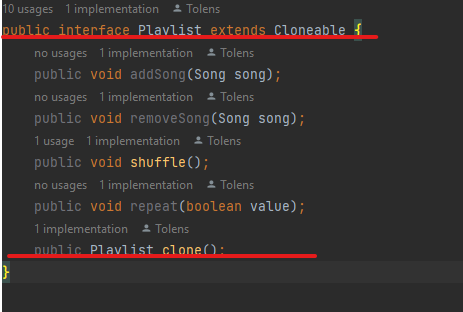 10 usages 1 implementation Tolens
public interface Playlist extends Cloneable {
no usages 1 implementation Tolens
public void addSong(Song song);
no usages 1 implementation Tolens
public void removeSong(Song song);
1 usage 1 implementation Tolens
public void shuffle();
no usages 1 implementation Tolens
public void repeat(boolean value);
1 implementation Tolens
public Playlist clone();
}